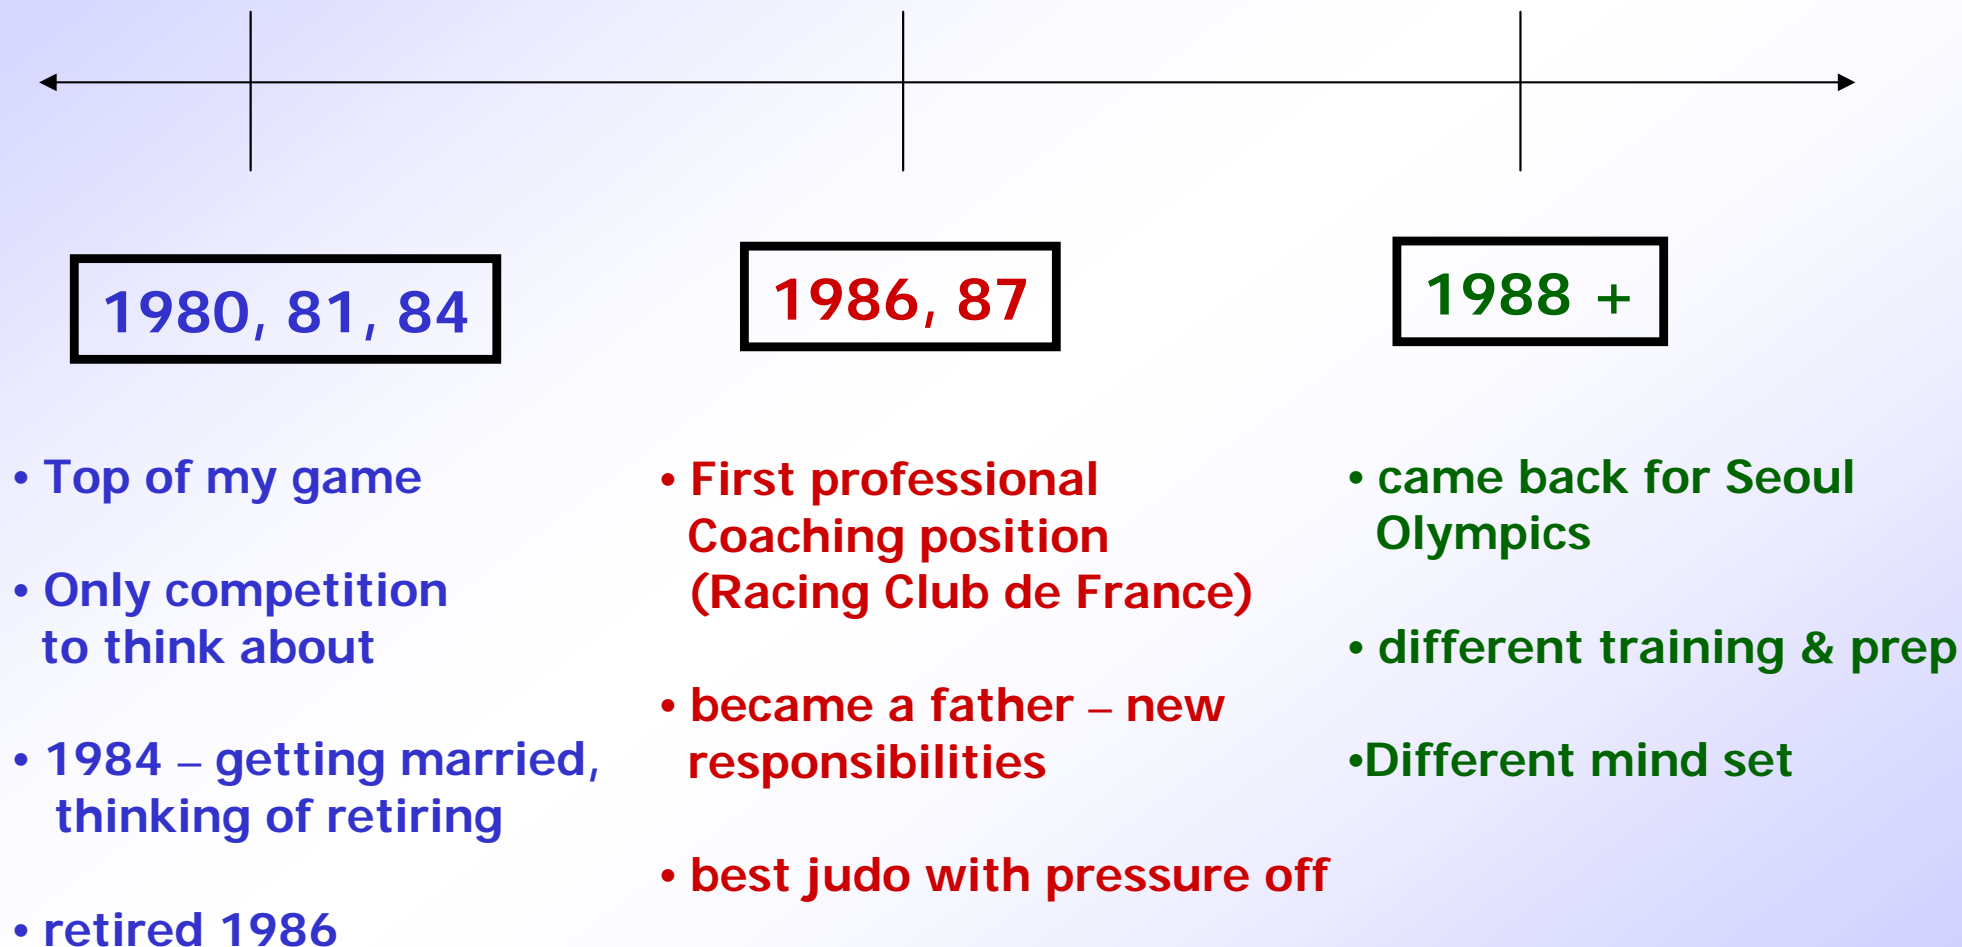 1980, 81, 84
• Top of my game
• Only competition
to think about
• 1984 – getting married,
thinking of retiring
• retired 1986
1986, 87
• First professional
Coaching position
(Racing Club de France)
• became a father – new
responsibilities
• best judo with pressure off
1988 +
• came back for Seoul
Olympics
• different training & prep
•Different mind set